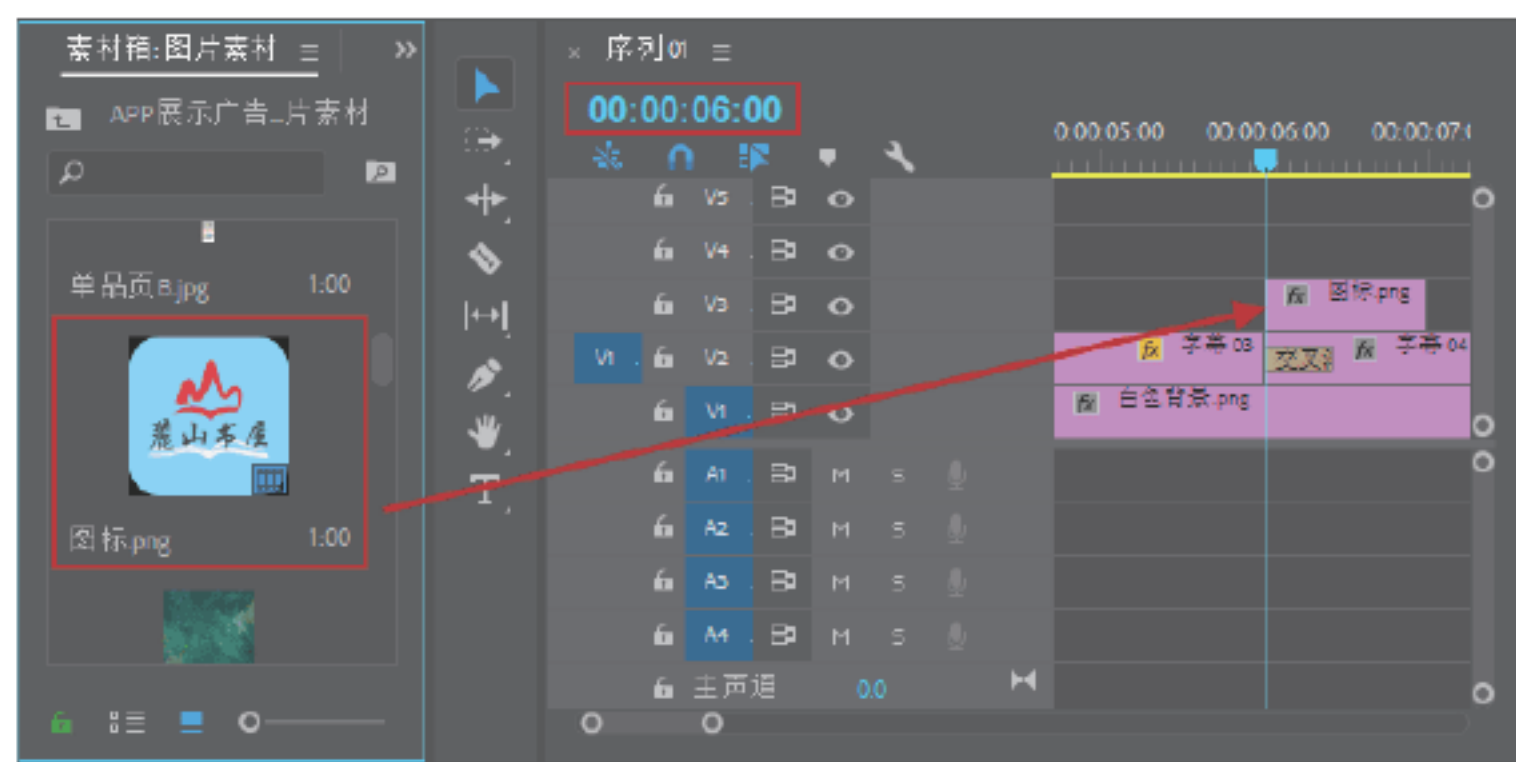 素材箱:图片素材
APP展示广告_片素材
单品页B.jpg 1:00
麓山书屋
图标.png 1:00
T
× 序列01
00:00:06:00
0:00:05:00 00:00:06:00 00:00:07:0
V5
V4
V3 图标.png
V1 V2 字幕 03 交叉 字幕 04
V1 白色背景.png
A1 M S
A2 M S
A3 M S
A4 M S
主声道 0.0